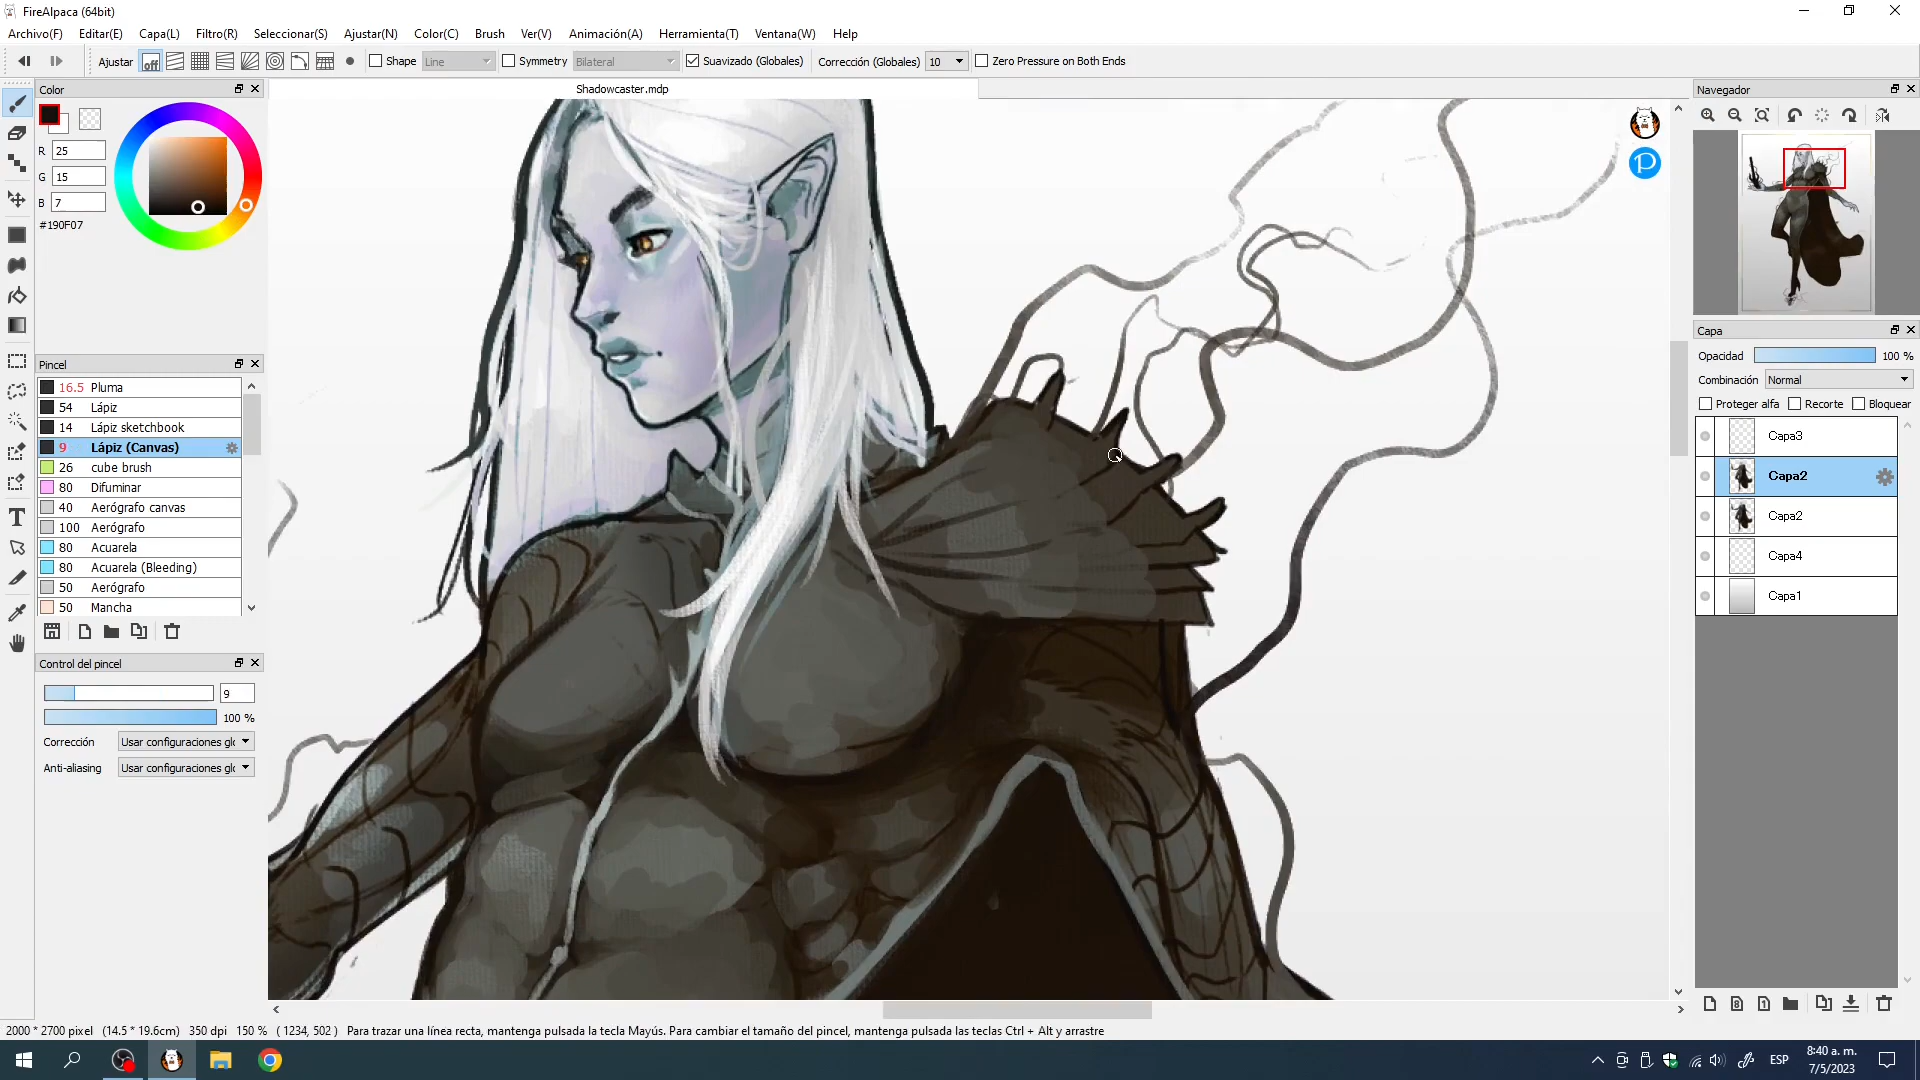 FireAlpaca (64bit)
Archivo(F) Editar(E) Capa(L) Filtro(R) Seleccionar(S) Ajustar(N) Color(C) Brush Ver(V) Animación(A) Herramienta(T) Ventana(W) Help
Ajustar off Shape Line Symmetry Bilateral Suavizado (Globales) Corrección (Globales) 10 Zero Pressure on Both Ends
Color
R 25
G 15
B 7
#190F07
Pincel
16.5 Pluma
54 Lápiz
14 Lápiz sketchbook
9 Lápiz (Canvas)
26 cube brush
80 Difuminar
40 Aerógrafo canvas
100 Aerógrafo
80 Acuarela
80 Acuarela (Bleeding)
50 Aerógrafo
50 Mancha
Control del pincel
9
100 %
Corrección Usar configuraciones glo
Anti-aliasing Usar configuraciones glo
Shadowcaster.mdp
Navegador
Capa
Opacidad 100 %
Combinación Normal
Proteger alfa Recorte Bloquear
Capa3
Capa2
Capa2
Capa4
Capa1
2000 * 2700 pixel (14.5 * 19.6cm) 350 dpi 150 % ( 1234, 502 ) Para trazar una línea recta, mantenga pulsada la tecla Mayús. Para cambiar el tamaño del pincel, mantenga pulsada las teclas Ctrl + Alt y arrastre
ESP
8:40 a. m.
7/5/2023